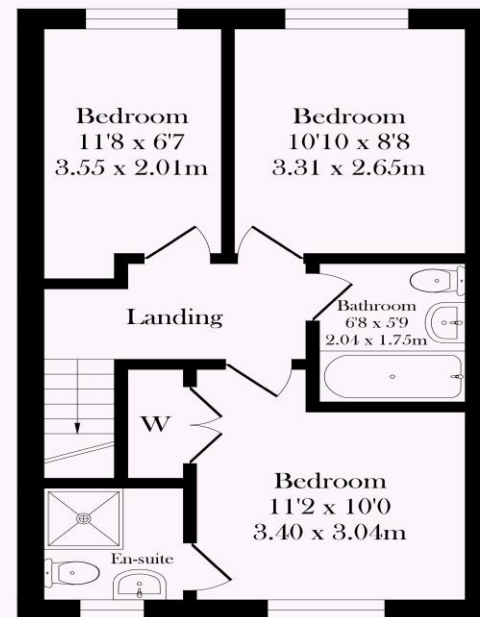 Bedroom
11'8 x 6'7
3.55 x 2.01m
Bedroom
10'10 x 8'8
3.31 x 2.65m
Landing
Bathroom
6'8 x 5'9
2.04 x 1.75m
W
Bedroom
11'2 x 10'0
3.40 x 3.04m
En-suite